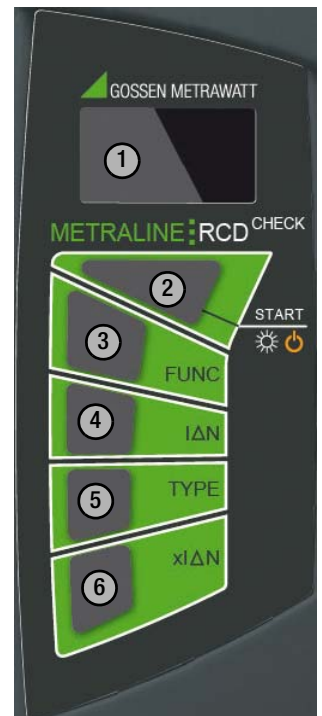 GOSSEN METRAWATT
1
METRALINE RCD CHECK
2
START
3
FUNC
4
IΔN
5
TYPE
6
xIΔN